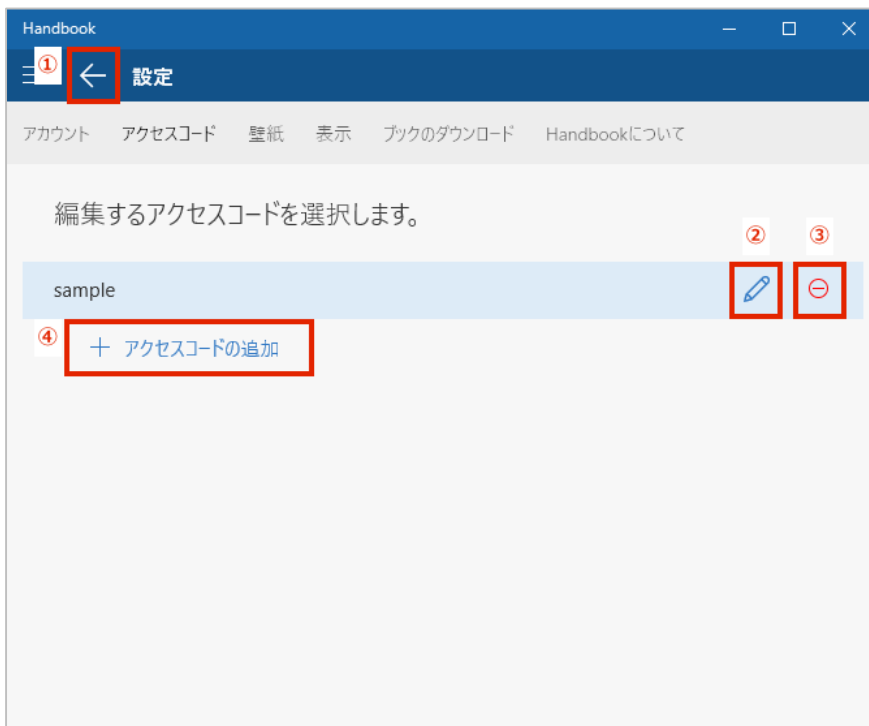 Handbook
① 設定
アカウント アクセスコード 壁紙 表示 ブックのダウンロード Handbookについて
編集するアクセスコードを選択します。
② ③
sample
④ アクセスコードの追加